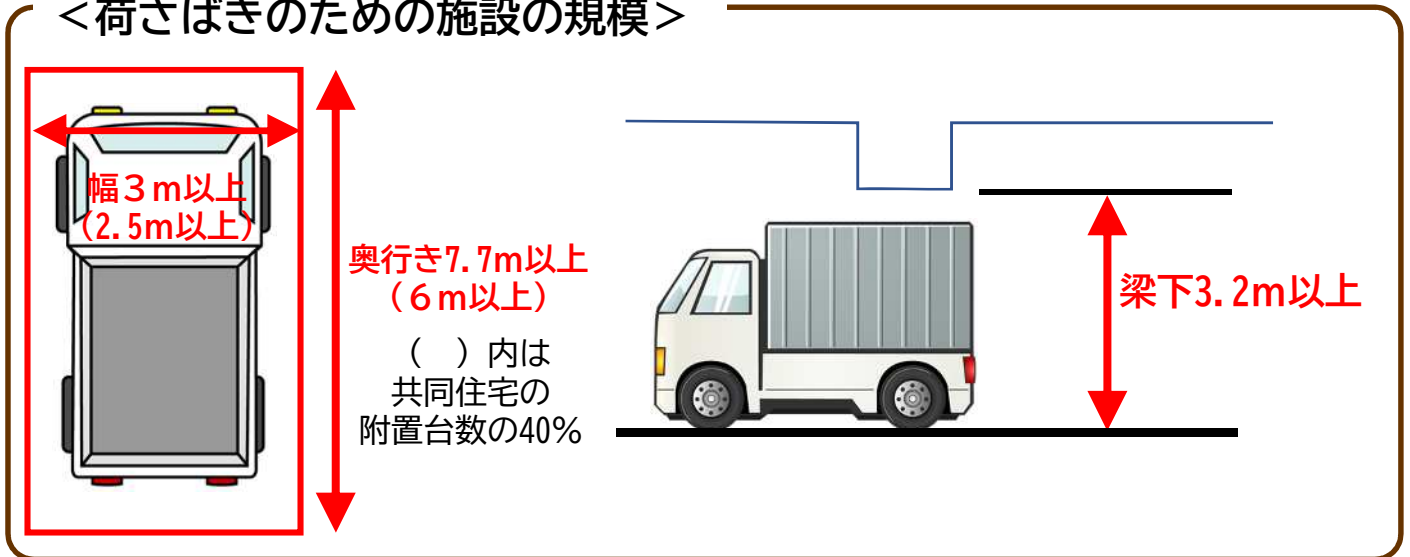 ＜荷さばきのための施設の規模＞
幅３ｍ以上
（2.5m以上）
奥行き7.7m以上
（６ｍ以上）
（　）内は
共同住宅の
附置台数の40%
梁下3.2m以上